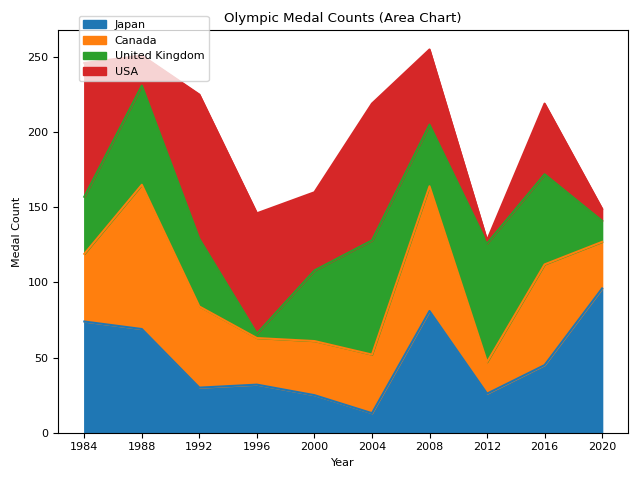 Olympic Medal Counts (Area Chart)
Japan
Canada
United Kingdom
USA
Medal Count
250
200
150
100
50
0
1984 1988 1992 1996 2000 2004 2008 2012 2016 2020
Year